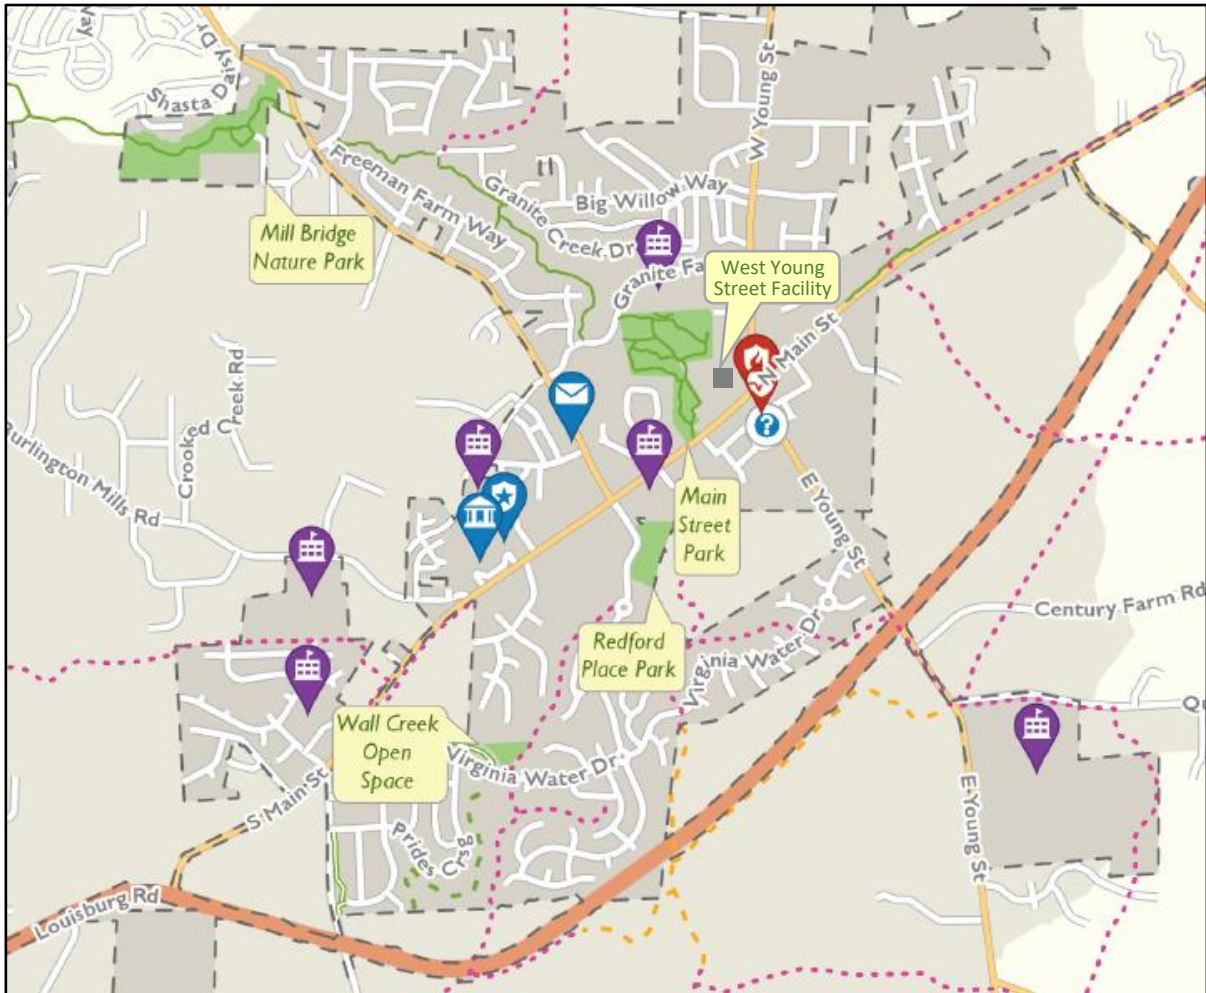 Way
Shasta Daisy Dr
W Young St
Freeman Farm Way
Granite Creek Dr
Big Willow Way
Mill Bridge
Nature Park
Granite Fa
West Young
Street Facility
N Main St
Crooked Creek Rd
Burlington Mills Rd
?
Main
Street
Park
E Young St
Century Farm Rd
Redford
Place Park
Virginia Water Dr
Wall Creek
Open
Space
Virginia Water Dr
Qu
S Main St
Prides Crsg
E Young St
Louisburg Rd